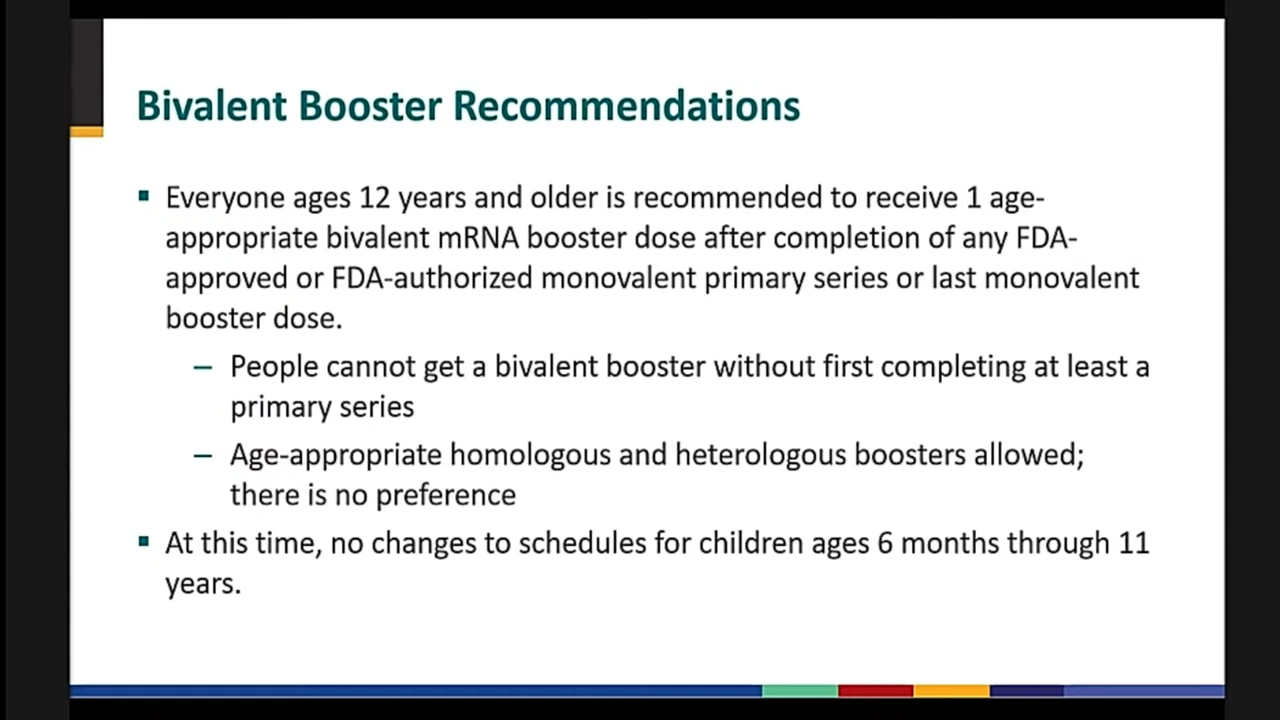 Bivalent Booster Recommendations
▪ Everyone ages 12 years and older is recommended to receive 1 age-
appropriate bivalent mRNA booster dose after completion of any FDA-
approved or FDA-authorized monovalent primary series or last monovalent
booster dose.
– People cannot get a bivalent booster without first completing at least a
primary series
– Age-appropriate homologous and heterologous boosters allowed;
there is no preference
▪ At this time, no changes to schedules for children ages 6 months through 11
years.